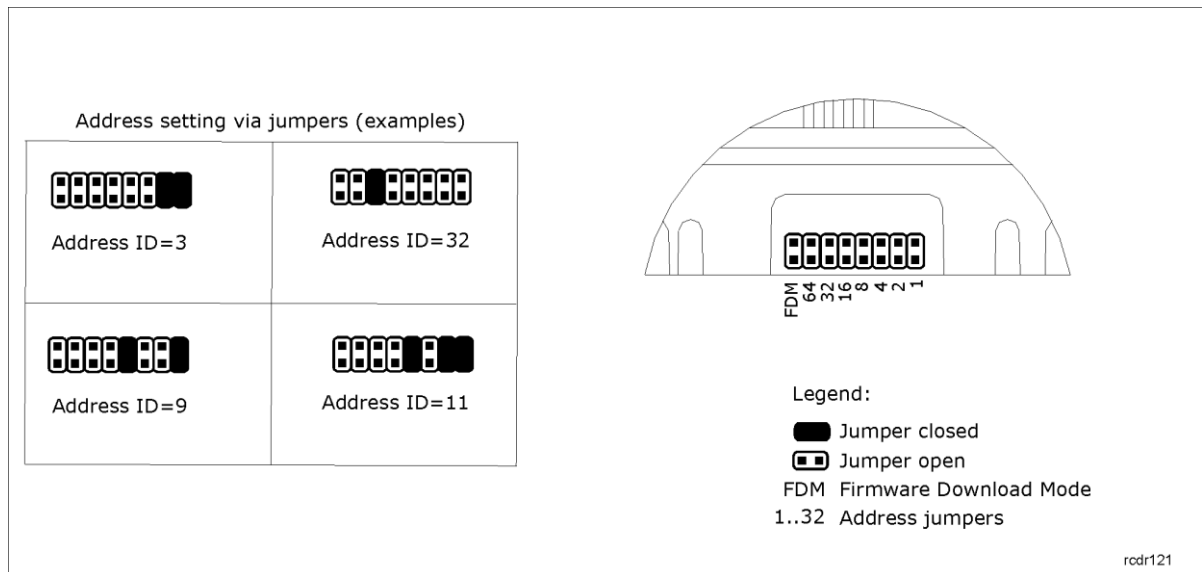 Address setting via jumpers (examples)
Address ID=3
Address ID=32
Address ID=9
Address ID=11
FDM
64
32
16
8
4
2
1
Legend:
Jumper closed
Jumper open
FDM Firmware Download Mode
1..32 Address jumpers
rcdr121